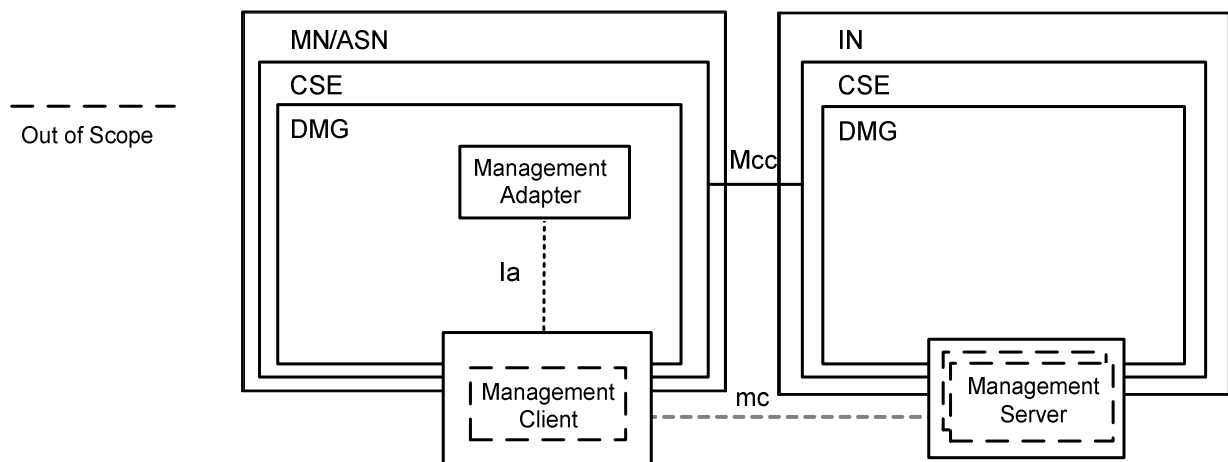 MN/ASN
IN
CSE
CSE
DMG
DMG
Out of Scope
Management
Adapter
Mcc
Ia
Management
Client
mc
Management
Server